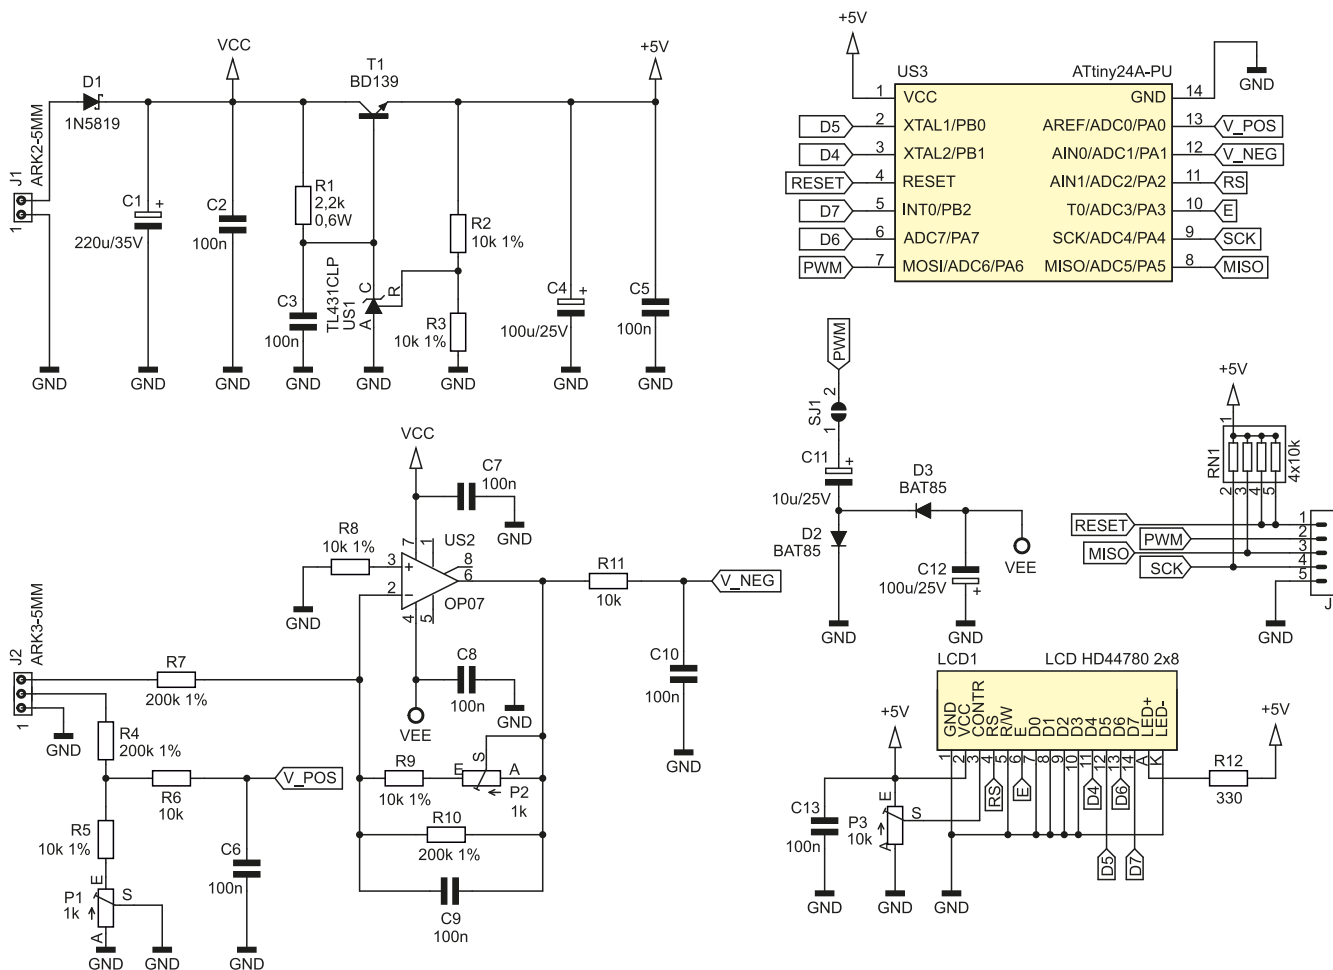 VCC
+5V
T1
BD139
D1
1N5819
J1
ARK2-5MM
1
C1
+
220u/35V
C2
100n
R1
2,2k
0,6W
C3
100n
TL431CLP
US1
C
R
A
R2
10k 1%
R3
10k 1%
C4
+
100u/25V
C5
100n
GND
GND
GND
GND
GND
GND
GND
GND
+5V
US3
ATtiny24A-PU
GND
1
VCC
GND
14
D5
2
XTAL1/PB0
AREF/ADC0/PA0
13
V_POS
D4
3
XTAL2/PB1
AIN0/ADC1/PA1
12
V_NEG
RESET
4
RESET
AIN1/ADC2/PA2
11
RS
D7
5
INT0/PB2
T0/ADC3/PA3
10
E
D6
6
ADC7/PA7
SCK/ADC4/PA4
9
SCK
PWM
7
MOSI/ADC6/PA6
MISO/ADC5/PA5
8
MISO
VCC
C7
100n
GND
R8
10k 1%
GND
US2
OP07
7
1
3
+
2
−
8
6
4
5
C8
100n
GND
VEE
R11
10k
V_NEG
C10
100n
GND
J2
ARK3-5MM
1
GND
R7
200k 1%
R4
200k 1%
R6
10k
V_POS
R5
10k 1%
C6
100n
P1
1k
E
S
A
GND
GND
GND
R9
10k 1%
E
S
A
P2
1k
R10
200k 1%
C9
100n
PWM
2
SJ1
1
C11
+
10u/25V
D3
BAT85
D2
BAT85
C12
100u/25V
+
VEE
GND
GND
+5V
1
RN1
4x10k
2
3
4
5
RESET
PWM
MISO
SCK
1
2
3
4
5
J
GND
LCD1
LCD HD44780 2x8
GND
VCC
CONTR
RS
R/W
E
D0
D1
D2
D3
D4
D5
D6
D7
LED+
LED-
1
2
3
4
5
6
7
8
9
10
11
12
13
14
A
K
RS
E
D4
D6
D5
D7
+5V
C13
100n
P3
10k
E
S
A
R12
330
+5V
GND
GND
GND